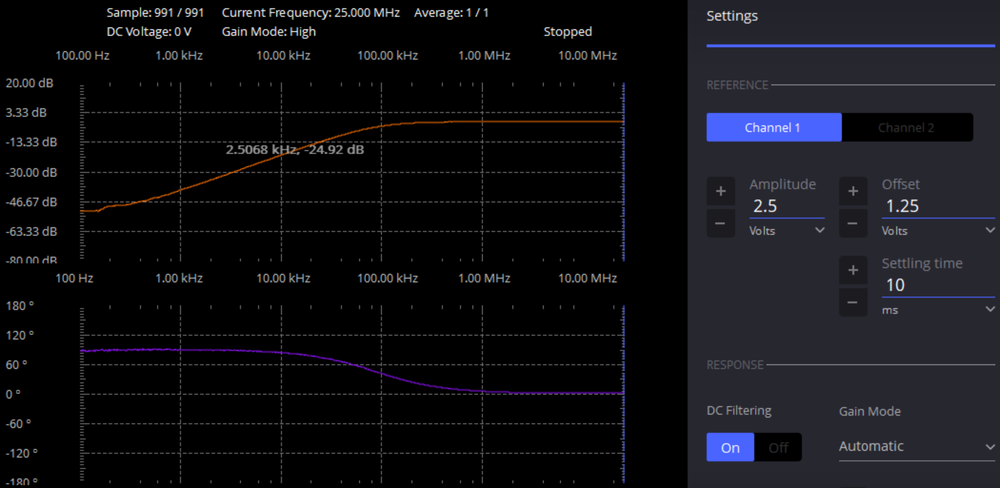 Sample: 991 / 991 Current Frequency: 25.000 MHz Average: 1 / 1
DC Voltage: 0 V Gain Mode: High Stopped
100.00 Hz 1.00 kHz 10.00 kHz 100.00 kHz 1.00 MHz 10.00 MHz
20.00 dB
3.33 dB
-13.33 dB
2.5068 kHz, -24.92 dB
-30.00 dB
-46.67 dB
-63.33 dB
-80.00 dB
100 Hz 1.00 kHz 10.00 kHz 100.00 kHz 1.00 MHz 10.00 MHz
180 °
120 °
60 °
0 °
-60 °
-120 °
-180 °
Settings
REFERENCE
Channel 1 Channel 2
+ Amplitude + Offset
2.5 1.25
− Volts − Volts
+ Settling time
10
− ms
RESPONSE
DC Filtering Gain Mode
On Off Automatic